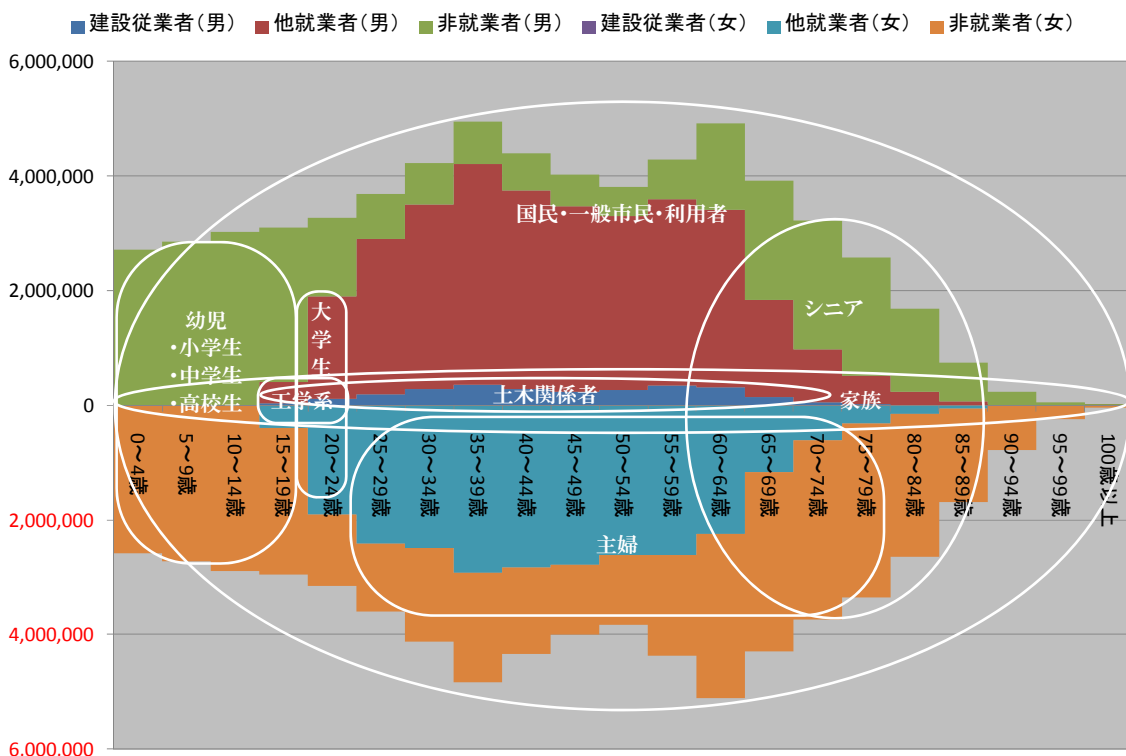 建設従業者(男) 他就業者(男) 非就業者(男) 建設従業者(女) 他就業者(女) 非就業者(女)
6,000,000
4,000,000
2,000,000
0
2,000,000
4,000,000
6,000,000
国民・一般市民・利用者
幼児
・小学生
・中学生
・高校生
大学生
工学系
土木関係者
家族
シニア
主婦
0～4歳
5～9歳
10～14歳
15～19歳
20～24歳
25～29歳
30～34歳
35～39歳
40～44歳
45～49歳
50～54歳
55～59歳
60～64歳
65～69歳
70～74歳
75～79歳
80～84歳
85～89歳
90～94歳
95～99歳
100歳以上